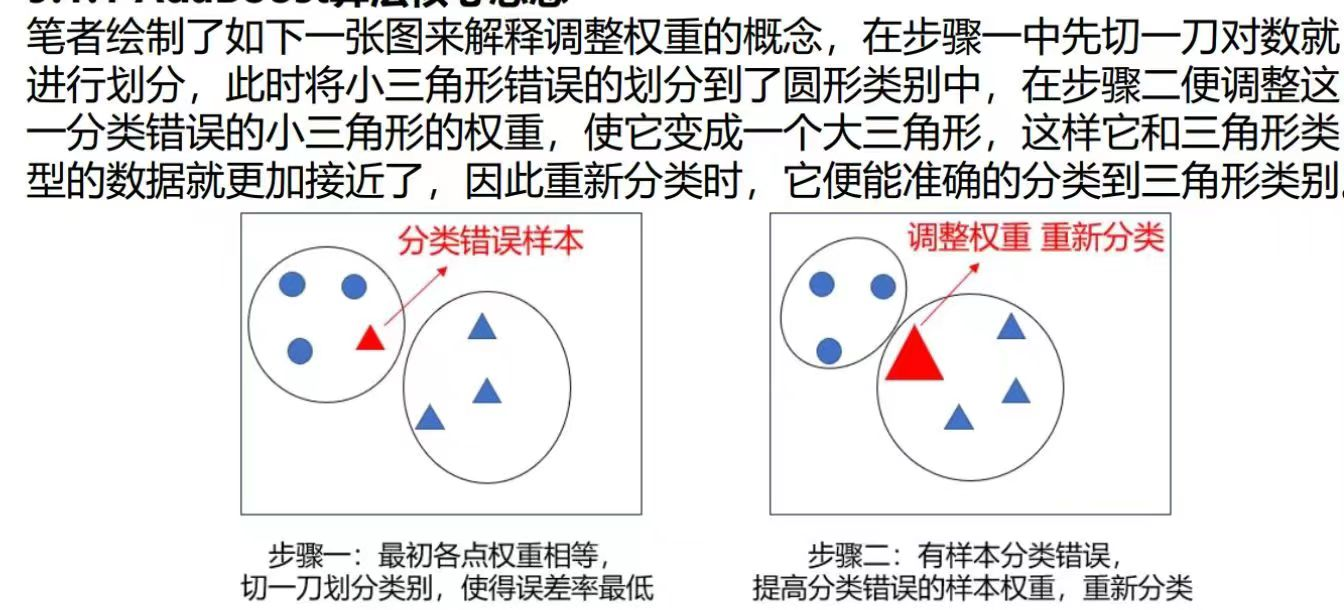 笔者绘制了如下一张图来解释调整权重的概念，在步骤一中先切一刀对数就
进行划分，此时将小三角形错误的划分到了圆形类别中，在步骤二便调整这
一分类错误的小三角形的权重，使它变成一个大三角形，这样它和三角形类
型的数据就更加接近了，因此重新分类时，它便能准确的分类到三角形类别
分类错误样本
调整权重 重新分类
步骤一：最初各点权重相等，
切一刀划分类别，使得误差率最低
步骤二：有样本分类错误，
提高分类错误的样本权重，重新分类